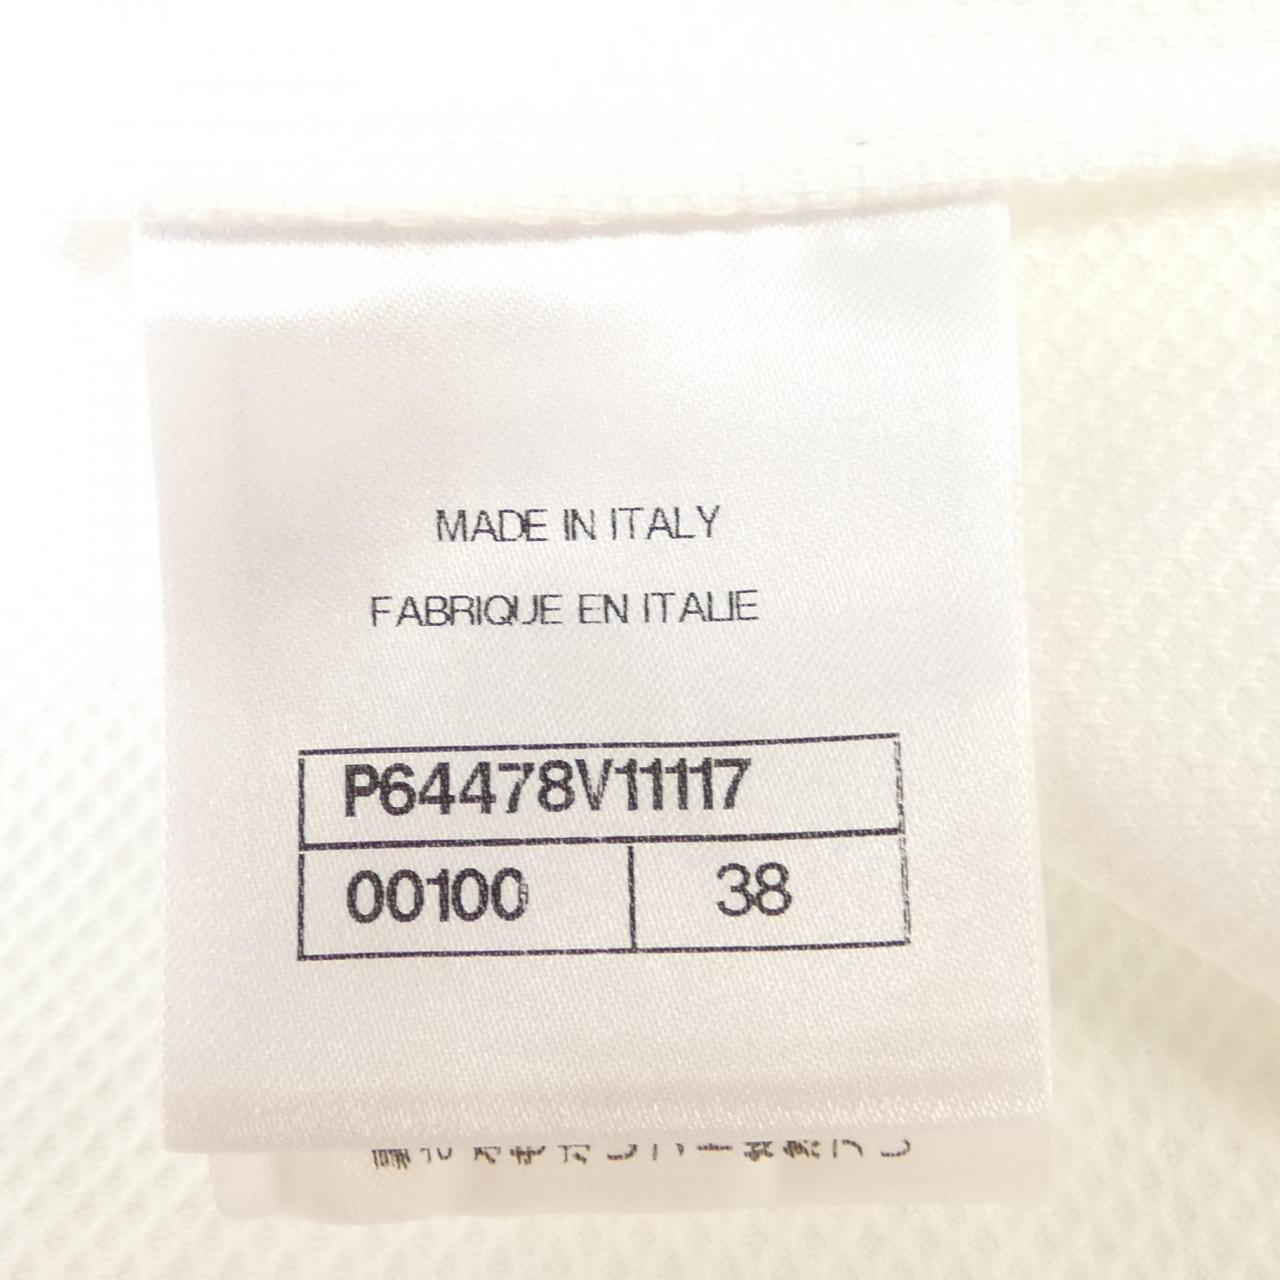 MADE IN ITALY
FABRIQUE EN ITALIE
P64478V11117
00100 38